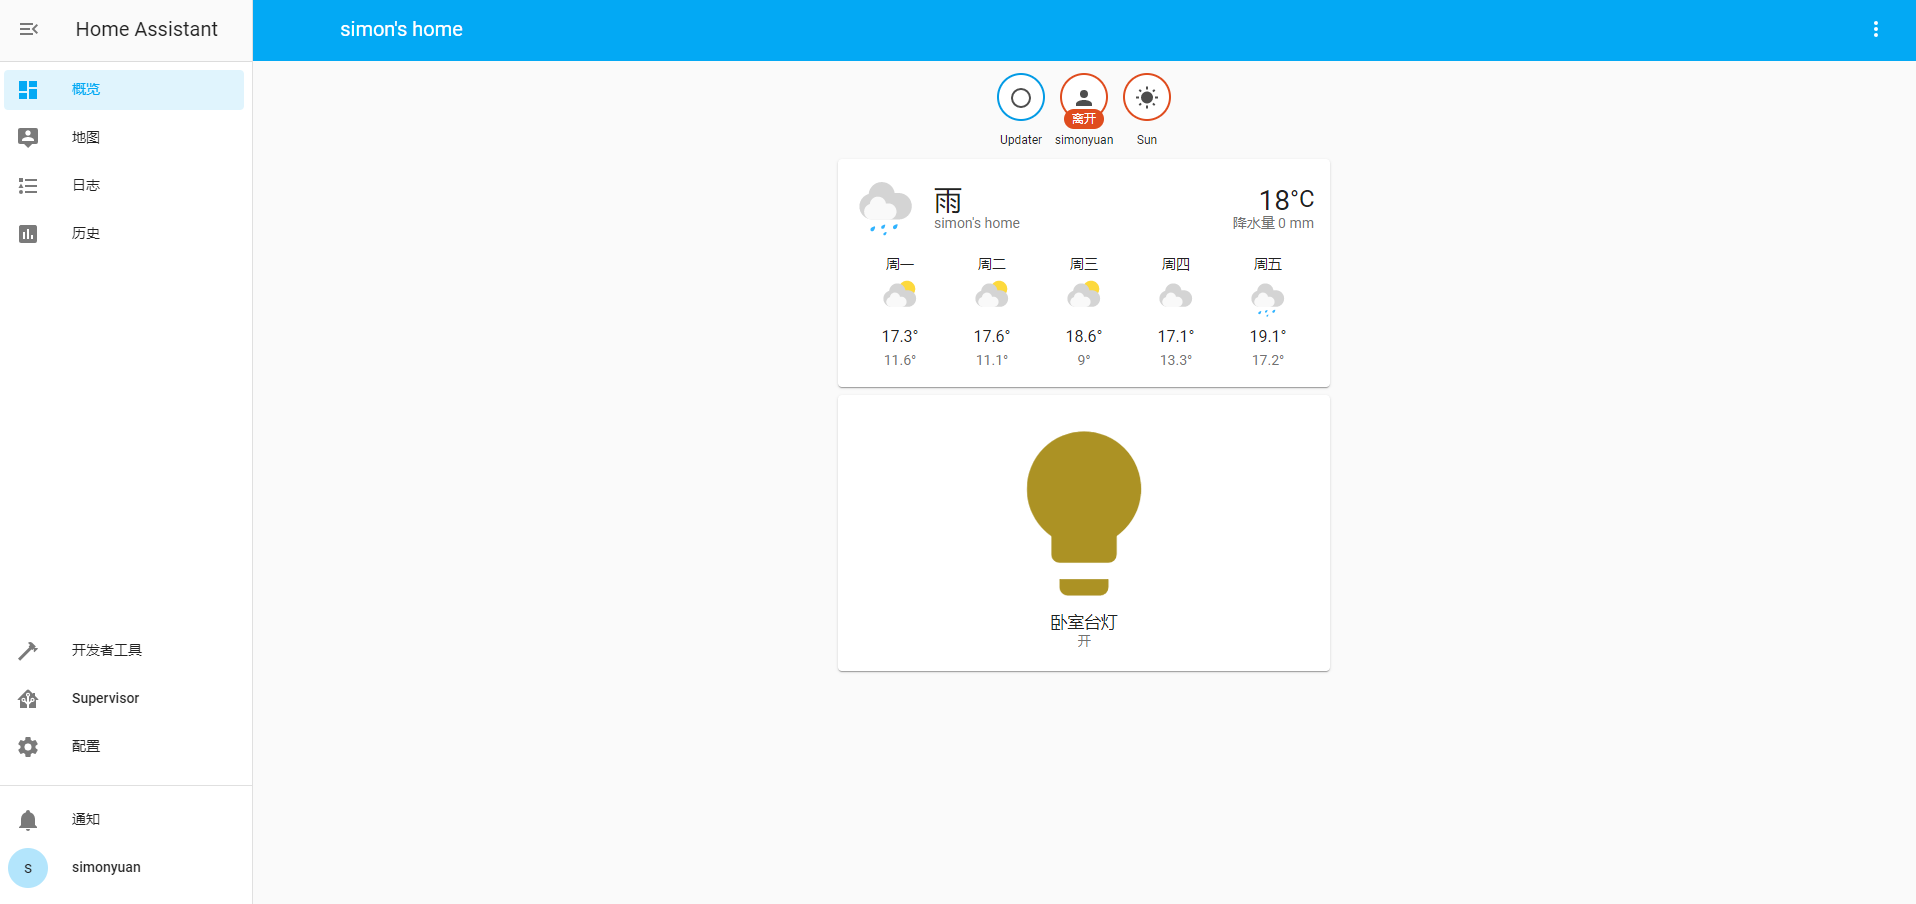 Home Assistant
simon's home
概览
地图
日志
历史
开发者工具
Supervisor
配置
通知
S
simonyuan
离开
Updater
simonyuan
Sun
雨
simon's home
18°C
降水量 0 mm
周一 周二 周三 周四 周五
17.3° 17.6° 18.6° 17.1° 19.1°
11.6° 11.1° 9° 13.3° 17.2°
卧室台灯
开